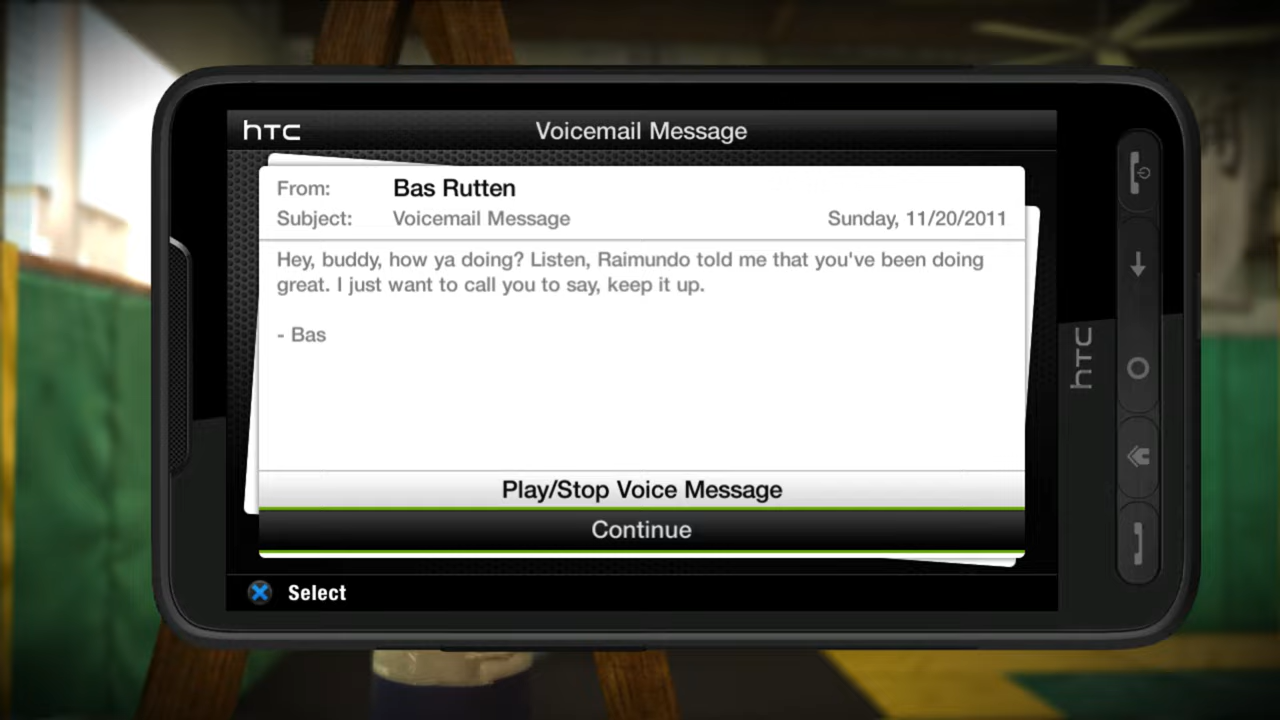 hTC
Voicemail Message
From: Bas Rutten
Subject: Voicemail Message Sunday, 11/20/2011
Hey, buddy, how ya doing? Listen, Raimundo told me that you've been doing
great. I just want to call you to say, keep it up.
- Bas
Play/Stop Voice Message
Continue
Select
hTC